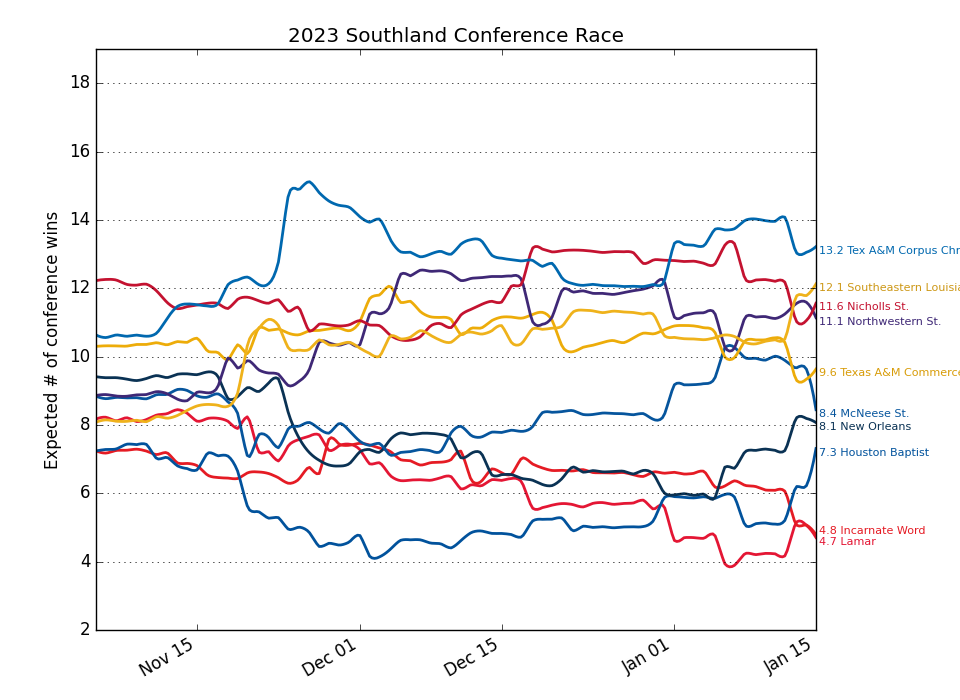 2023 Southland Conference Race
Expected # of conference wins
18
16
14
12
10
8
6
4
2
Nov 15
Dec 01
Dec 15
Jan 01
Jan 15
13.2 Tex A&M Corpus Chr
12.1 Southeastern Louisia
11.6 Nicholls St.
11.1 Northwestern St.
9.6 Texas A&M Commerce
8.4 McNeese St.
8.1 New Orleans
7.3 Houston Baptist
4.8 Incarnate Word
4.7 Lamar